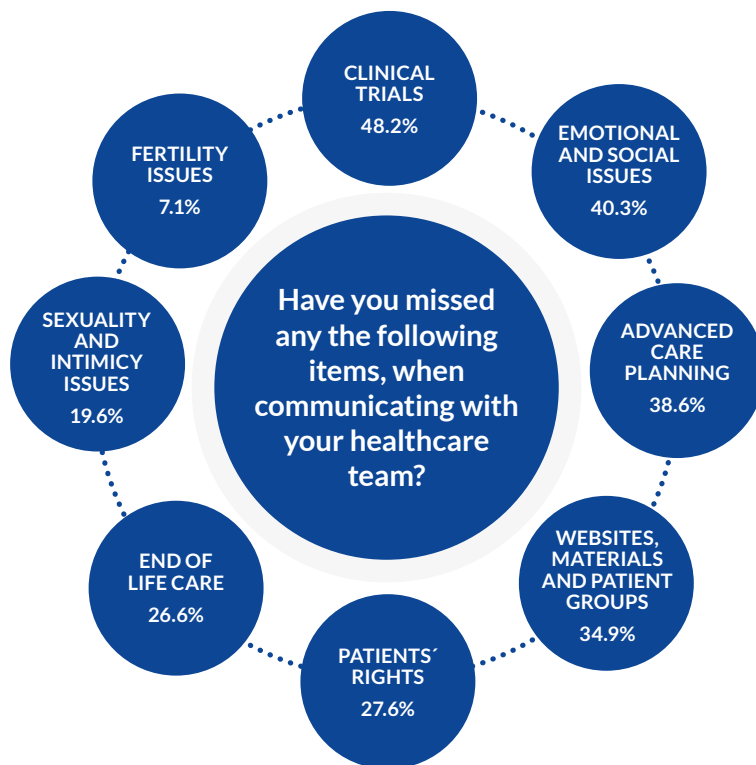 CLINICAL
TRIALS
48.2%
EMOTIONAL
AND SOCIAL
ISSUES
40.3%
ADVANCED
CARE
PLANNING
38.6%
WEBSITES,
MATERIALS
AND PATIENT
GROUPS
34.9%
PATIENTS´
RIGHTS
27.6%
END OF
LIFE CARE
26.6%
SEXUALITY
AND
INTIMICY
ISSUES
19.6%
FERTILITY
ISSUES
7.1%
Have you missed
any the following
items, when
communicating with
your healthcare
team?